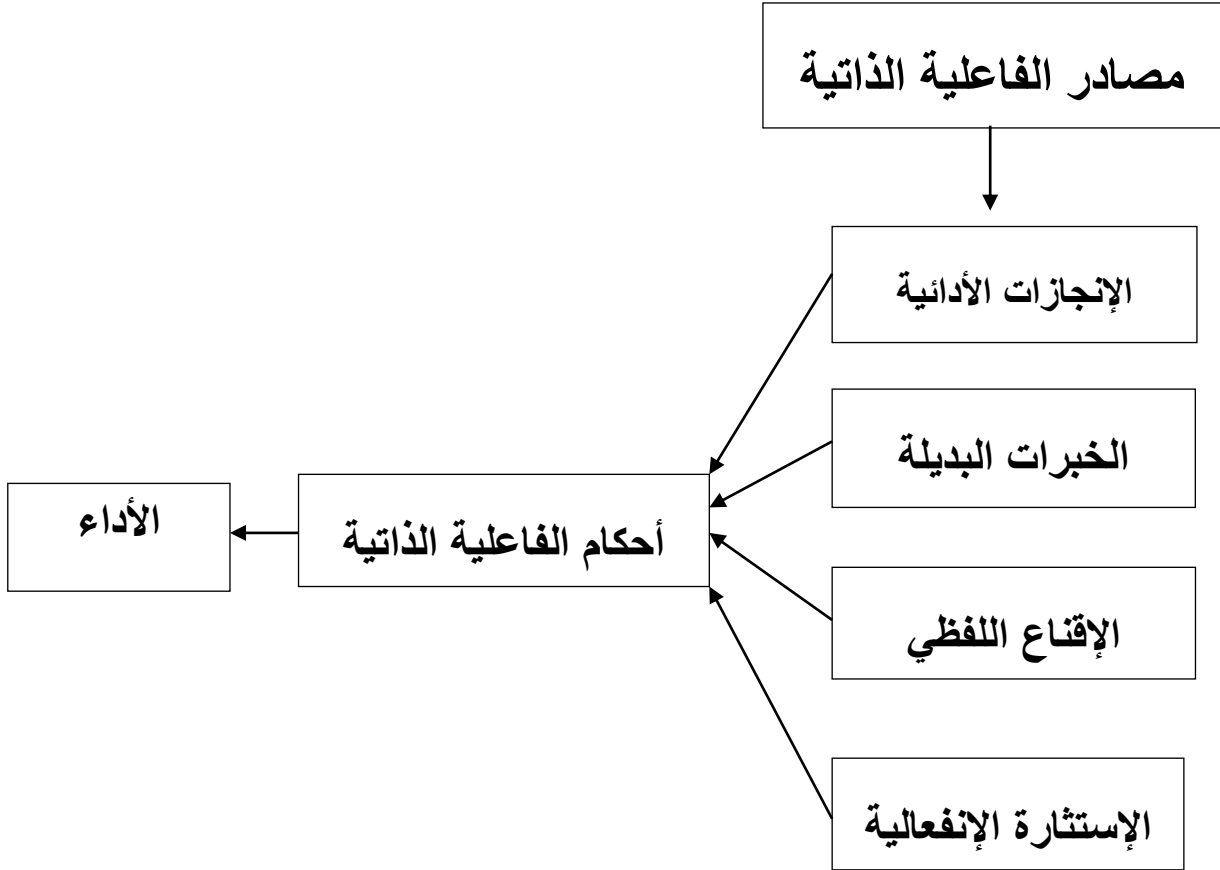 مصادر الفاعلية الذاتية
الإنجازات الأدائية
الخبرات البديلة
أحكام الفاعلية الذاتية
الأداء
الإقناع اللفظي
الإستثارة الإنفعالية